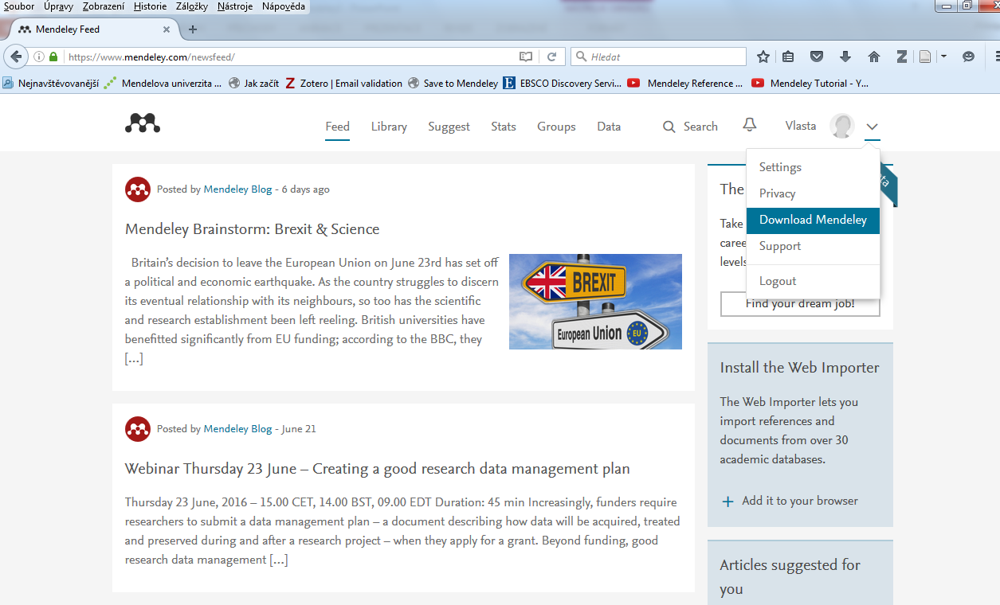 Soubor Úpravy Zobrazení Historie Záložky Nástroje Nápověda
Mendeley Feed
https://www.mendeley.com/newsfeed/
Hledat
Nejnavštěvovanější Mendelova univerzita ... Jak začít Zotero | Email validation Save to Mendeley EBSCO Discovery Servi... Mendeley Reference ... Mendeley Tutorial - Y...
Feed Library Suggest Stats Groups Data Search Vlasta
Settings
Privacy
Download Mendeley
Support
Logout
Posted by Mendeley Blog - 6 days ago
Mendeley Brainstorm: Brexit & Science
Britain's decision to leave the European Union on June 23rd has set off
a political and economic earthquake. As the country struggles to discern
its eventual relationship with its neighbours, so too has the scientific
and research establishment been left reeling. British universities have
benefitted significantly from EU funding; according to the BBC, they
[...]
BREXIT
European Union
EU
The
Take
caree
levels
Find your dream job!
Install the Web Importer
The Web Importer lets you
import references and
documents from over 30
academic databases.
+ Add it to your browser
Posted by Mendeley Blog - June 21
Webinar Thursday 23 June – Creating a good research data management plan
Thursday 23 June, 2016 – 15.00 CET, 14.00 BST, 09.00 EDT Duration: 45 min Increasingly, funders require
researchers to submit a data management plan – a document describing how data will be acquired, treated
and preserved during and after a research project – when they apply for a grant. Beyond funding, good
research data management [...]
Articles suggested for
you